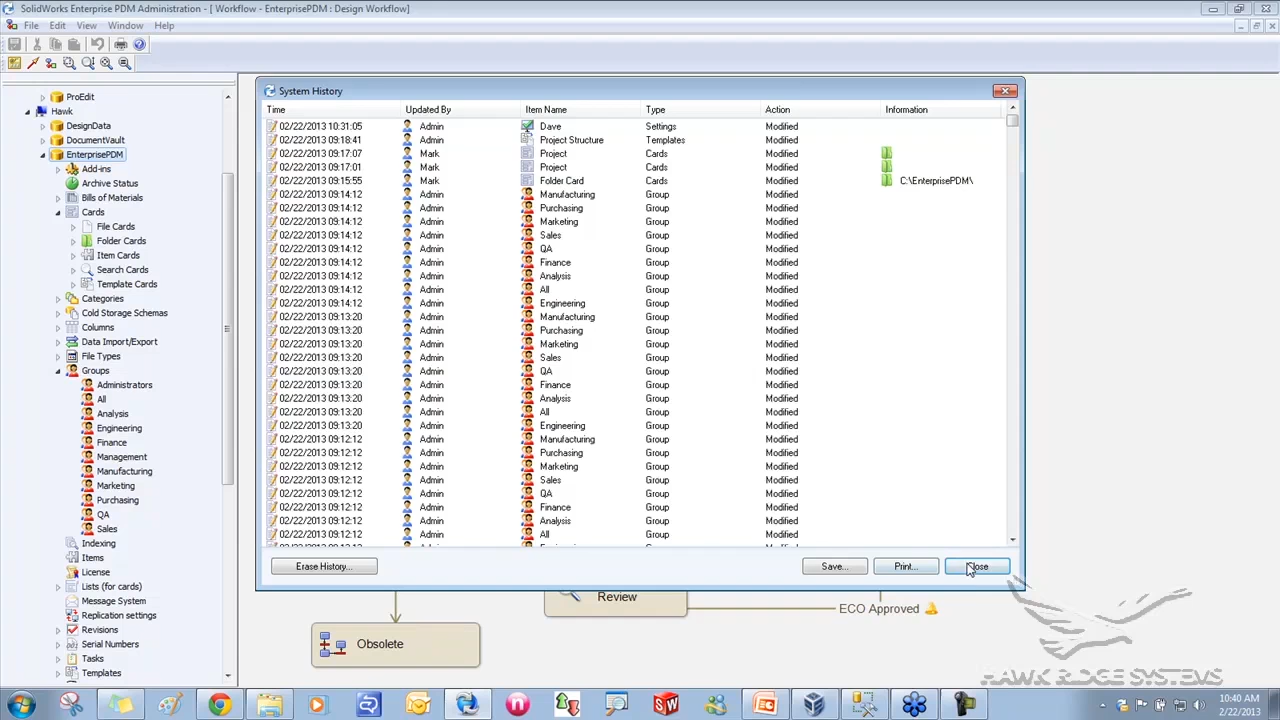 SolidWorks Enterprise PDM Administration - [ Workflow - EnterprisePDM : Design Workflow]
File Edit View Window Help
System History
Time Updated By Item Name Type Action Information
02/22/2013 10:31:05 Admin Dave Settings Modified
02/22/2013 09:18:41 Admin Project Structure Templates Modified
02/22/2013 09:17:07 Mark Project Cards Modified
02/22/2013 09:17:01 Mark Project Cards Modified
02/22/2013 09:15:55 Mark Folder Card Cards Modified C:\EnterprisePDM\
02/22/2013 09:14:12 Admin Manufacturing Group Modified
02/22/2013 09:14:12 Admin Purchasing Group Modified
02/22/2013 09:14:12 Admin Marketing Group Modified
02/22/2013 09:14:12 Admin Sales Group Modified
02/22/2013 09:14:12 Admin QA Group Modified
02/22/2013 09:14:12 Admin Finance Group Modified
02/22/2013 09:14:12 Admin Analysis Group Modified
02/22/2013 09:14:12 Admin All Group Modified
02/22/2013 09:14:12 Admin Engineering Group Modified
02/22/2013 09:13:20 Admin Manufacturing Group Modified
02/22/2013 09:13:20 Admin Purchasing Group Modified
02/22/2013 09:13:20 Admin Marketing Group Modified
02/22/2013 09:13:20 Admin Sales Group Modified
02/22/2013 09:13:20 Admin QA Group Modified
02/22/2013 09:13:20 Admin Finance Group Modified
02/22/2013 09:13:20 Admin Analysis Group Modified
02/22/2013 09:13:20 Admin All Group Modified
02/22/2013 09:13:20 Admin Engineering Group Modified
02/22/2013 09:12:12 Admin Manufacturing Group Modified
02/22/2013 09:12:12 Admin Purchasing Group Modified
02/22/2013 09:12:12 Admin Marketing Group Modified
02/22/2013 09:12:12 Admin Sales Group Modified
02/22/2013 09:12:12 Admin QA Group Modified
02/22/2013 09:12:12 Admin Finance Group Modified
02/22/2013 09:12:12 Admin Analysis Group Modified
02/22/2013 09:12:12 Admin All Group Modified
Erase History... Save... Print... Close
ProEdit
Hawk
DesignData
DocumentVault
EnterprisePDM
Add-ins
Archive Status
Bills of Materials
Cards
File Cards
Folder Cards
Item Cards
Search Cards
Template Cards
Categories
Cold Storage Schemas
Columns
Data Import/Export
File Types
Groups
Administrators
All
Analysis
Engineering
Finance
Management
Manufacturing
Marketing
Purchasing
QA
Sales
Indexing
Items
License
Lists (for cards)
Message System
Replication settings
Revisions
Serial Numbers
Tasks
Templates
Review
ECO Approved
Obsolete
HAWK RIDGE SYSTEMS
10:40 AM
2/22/2013